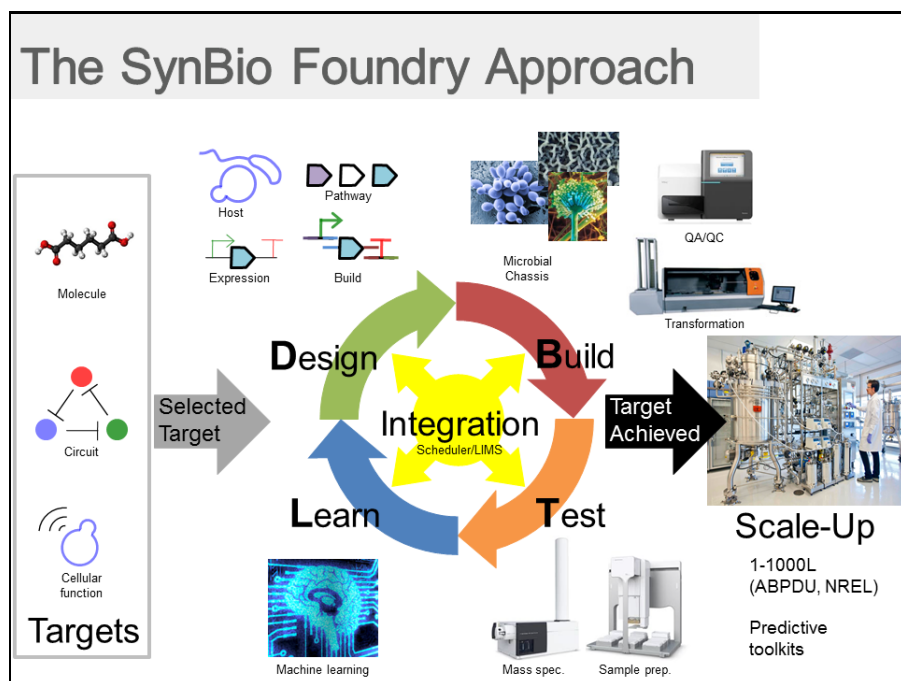 The SynBio Foundry Approach
Molecule
Circuit
Cellular
function
Targets
Selected
Target
Host
Pathway
Expression
Build
Microbial
Chassis
QA/QC
Transformation
Design
Build
Integration
Scheduler/LIMS
Learn
Test
Target
Achieved
Machine learning
Mass spec.
Sample prep.
Scale-Up
1-1000L
(ABPDU, NREL)
Predictive
toolkits